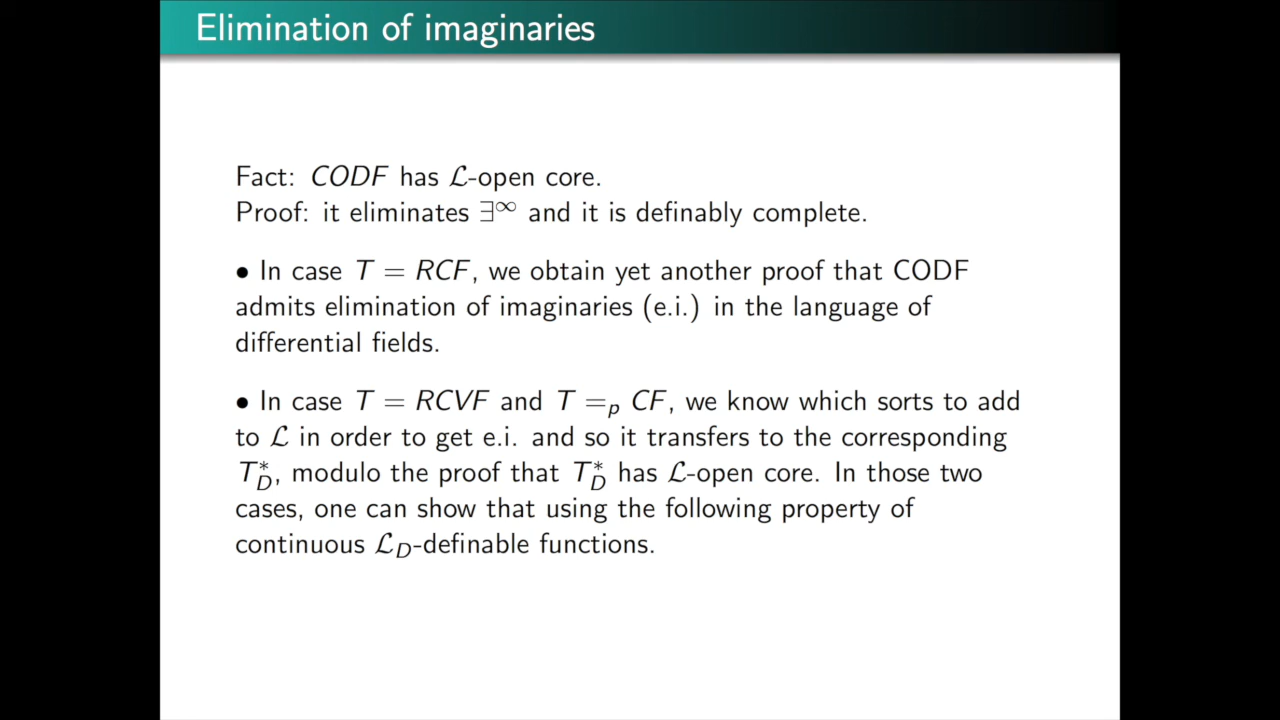 Elimination of imaginaries
Fact: CODF has ℒ-open core.
Proof: it eliminates ∃^∞ and it is definably complete.
• In case T = RCF, we obtain yet another proof that CODF
admits elimination of imaginaries (e.i.) in the language of
differential fields.
• In case T = RCVF and T =_p CF, we know which sorts to add
to ℒ in order to get e.i. and so it transfers to the corresponding
T_D^*, modulo the proof that T_D^* has ℒ-open core. In those two
cases, one can show that using the following property of
continuous ℒ_D-definable functions.